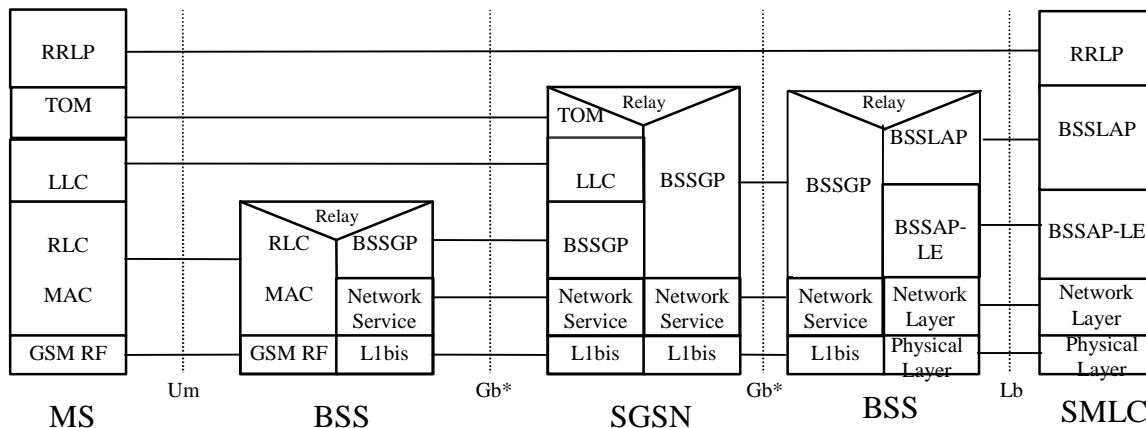 RRLP
TOM
LLC
RLC
MAC
GSM RF
MS
Um
Relay
RLC
BSSGP
MAC
Network
Service
GSM RF
L1bis
BSS
Gb*
Relay
TOM
LLC
BSSGP
BSSGP
Network
Service
Network
Service
L1bis
L1bis
SGSN
Gb*
Relay
BSSLAP
BSSGP
BSSAP-
LE
Network
Service
Network
Layer
L1bis
Physical
Layer
BSS
Lb
RRLP
BSSLAP
BSSAP-LE
Network
Layer
Physical
Layer
SMLC